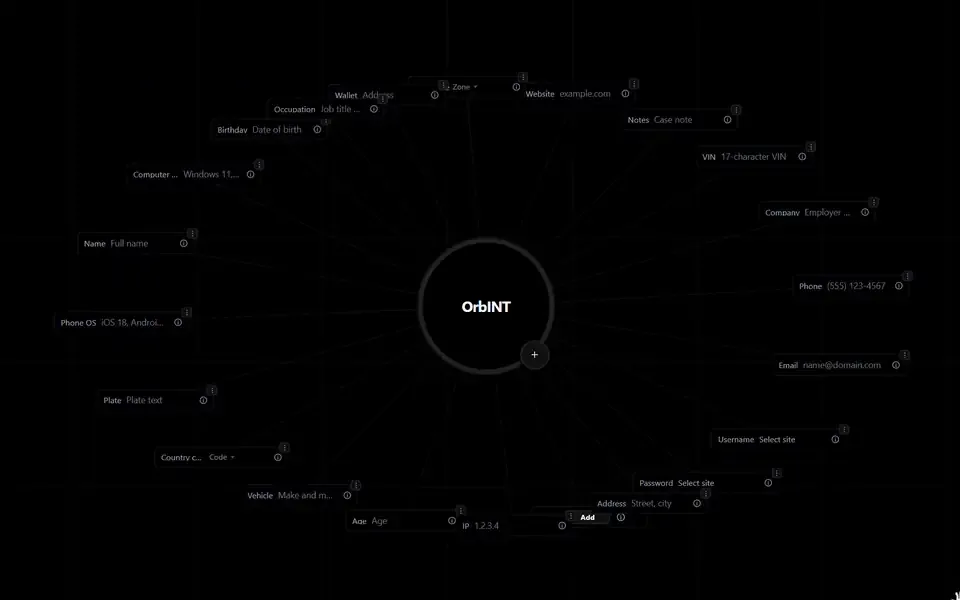 Zone
Wallet Address
Website example.com
Occupation Job title ...
Notes Case note
Birthday Date of birth
VIN 17-character VIN
Computer ... Windows 11,...
Company Employer ...
Name Full name
Phone (555) 123-4567
OrbINT
Phone OS iOS 18, Androi...
+
Email name@domain.com
Plate Plate text
Username Select site
Country c... Code
Password Select site
Vehicle Make and m...
Address Street, city
Age Age
IP 1.2.3.4
Add